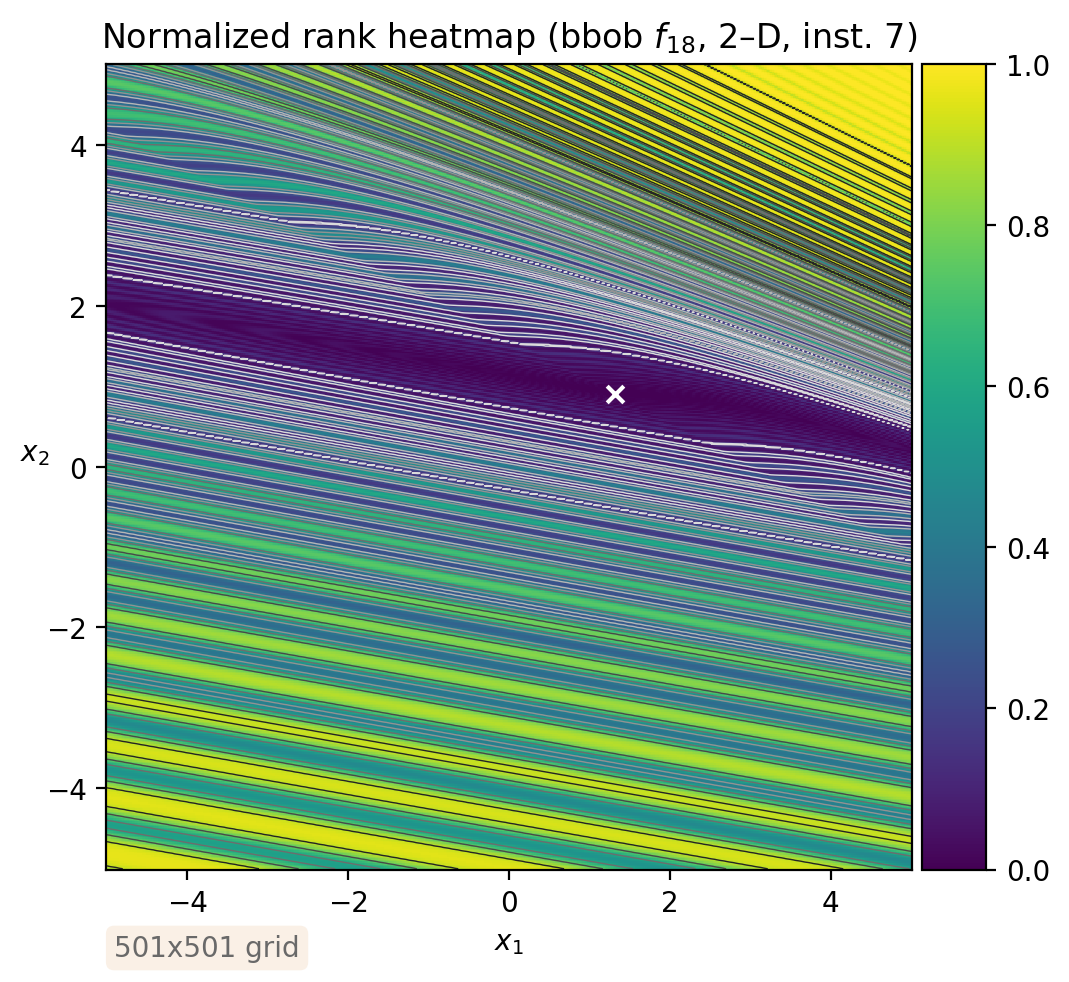 Normalized rank heatmap (bbob f₁₈, 2–D, inst. 7)
1.0
0.8
0.6
0.4
0.2
0.0
4
2
0
−2
−4
x₂
−4 −2 0 2 4
x₁
501x501 grid